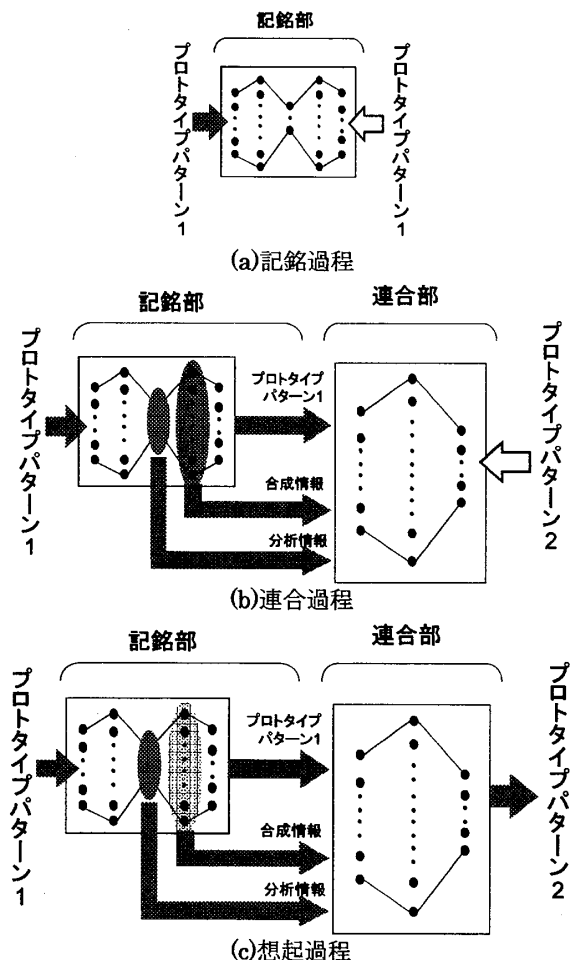 記銘部
プロトタイプパターン1
プロトタイプパターン1
(a)記銘過程
記銘部
連合部
プロトタイプパターン1
プロトタイプ
パターン1
合成情報
分析情報
プロトタイプパターン2
(b)連合過程
記銘部
連合部
プロトタイプパターン1
プロトタイプ
パターン1
合成情報
分析情報
プロトタイプパターン2
(c)想起過程